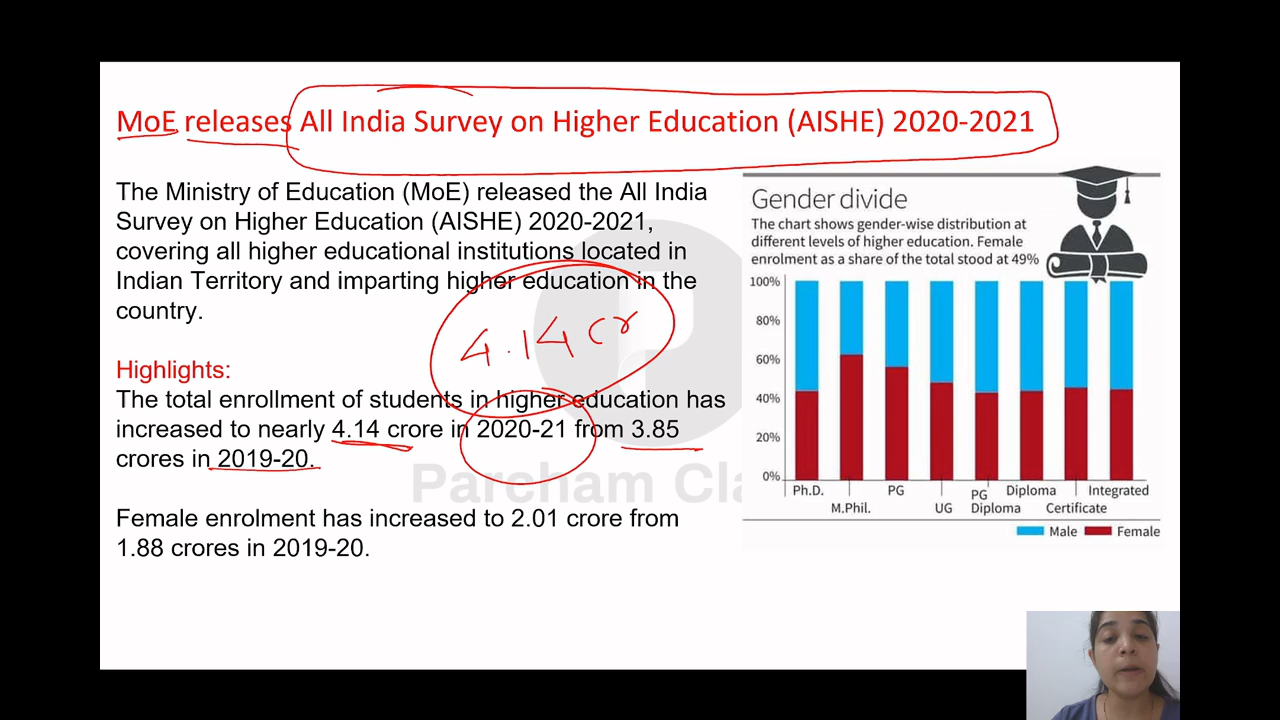 MoE releases All India Survey on Higher Education (AISHE) 2020-2021
The Ministry of Education (MoE) released the All India
Survey on Higher Education (AISHE) 2020-2021,
covering all higher educational institutions located in
Indian Territory and imparting higher education in the
country.
4.14 cr
Highlights:
The total enrollment of students in higher education has
increased to nearly 4.14 crore in 2020-21 from 3.85
crores in 2019-20.
Parcham Cla
Female enrolment has increased to 2.01 crore from
1.88 crores in 2019-20.
Gender divide
The chart shows gender-wise distribution at
different levels of higher education. Female
enrolment as a share of the total stood at 49%
100%
80%
60%
40%
20%
0%
Ph.D.
M.Phil.
PG
UG
PG
Diploma
Diploma
Certificate
Integrated
Male
Female